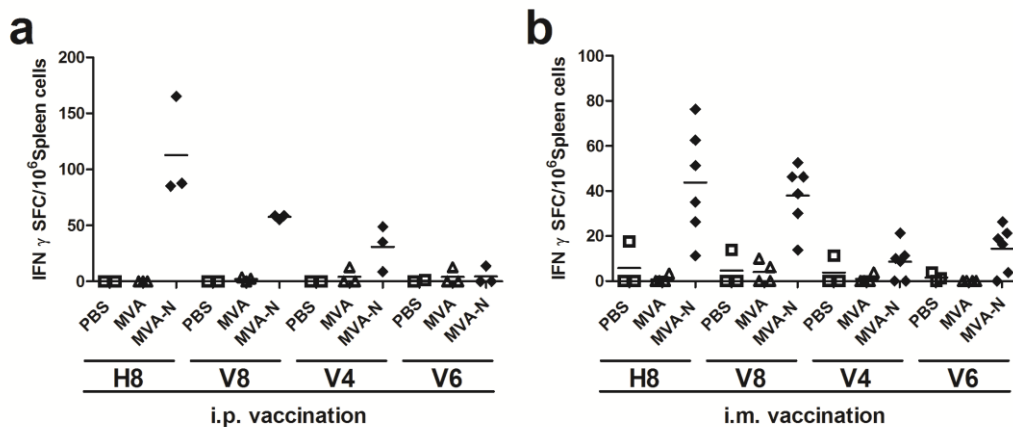 a
IFN γ SFC/10⁶Spleen cells
200
150
100
50
0
PBS MVA MVA-N PBS MVA MVA-N PBS MVA MVA-N PBS MVA MVA-N
H8 V8 V4 V6
i.p. vaccination
b
IFN γ SFC/10⁶Spleen cells
100
80
60
40
20
0
PBS MVA MVA-N PBS MVA MVA-N PBS MVA MVA-N PBS MVA MVA-N
H8 V8 V4 V6
i.m. vaccination